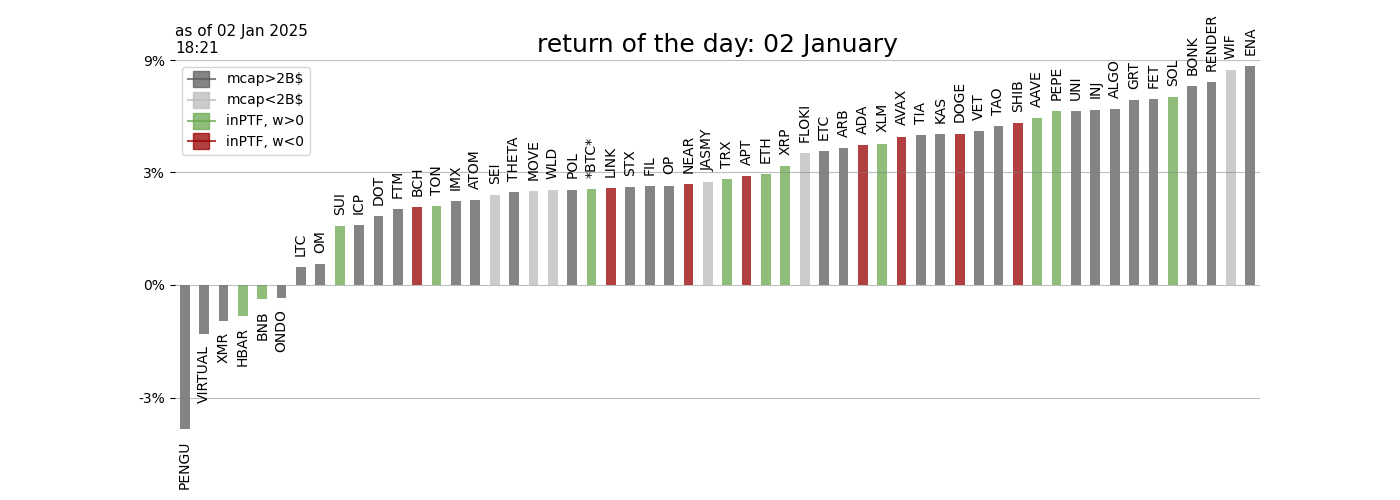 as of 02 Jan 2025
18:21
return of the day: 02 January
9%
3%
0%
-3%
mcap>2B$
mcap<2B$
inPTF, w>0
inPTF, w<0
PENGU
VIRTUAL
XMR
HBAR
BNB
ONDO
LTC
OM
SUI
ICP
DOT
FTM
BCH
TON
IMX
ATOM
SEI
THETA
MOVE
WLD
POL
*BTC*
LINK
STX
FIL
OP
NEAR
JASMY
TRX
APT
ETH
XRP
FLOKI
ETC
ARB
ADA
XLM
AVAX
TIA
KAS
DOGE
VET
TAO
SHIB
AAVE
PEPE
UNI
INJ
ALGO
GRT
FET
SOL
BONK
RENDER
WIF
ENA